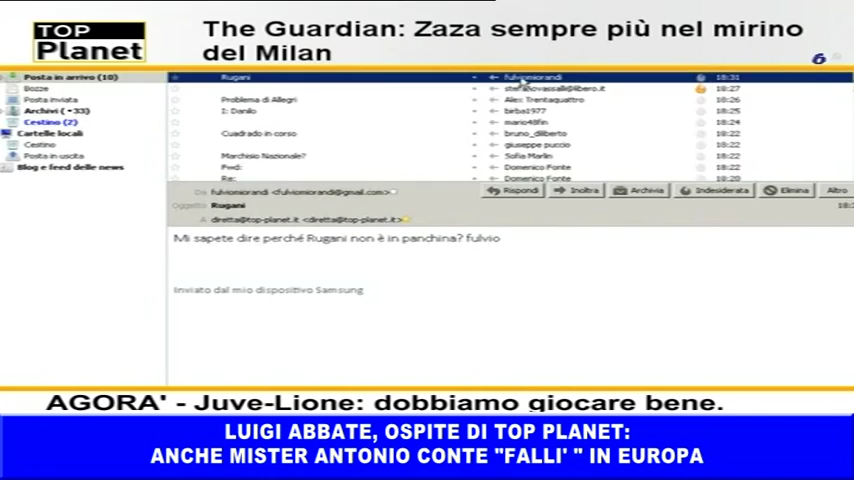 TOP
Planet
The Guardian: Zaza sempre più nel mirino
del Milan
6
Posta in arrivo (10)
Bozze
Posta inviata
Archivi (-33)
Cestino (2)
Cartelle locali
Cestino
Posta in uscita
Blog e feed delle news
Rugani fulviomiorandi 18:31
stefanovassalli@libero.it 18:27
Problema di Allegri Alex Trentaquattro 18:26
I: Danilo birba1977 18:25
mario48fin 18:24
Cuadrado in corso bruno_diliberto 18:22
giuseppe puccio 18:22
Marchisio Nazionale? Sofia Marlin 18:22
Fwd: Domenico Fonte 18:22
Re: Domenico Fonte 18:20
Da fulviomiorandi <fulviomiorandi@gmail.com>
Rispondi Inoltra Archivia Indesiderata Elimina Altro
Oggetto Rugani
A diretta@top-planet.it <diretta@top-planet.it>
Mi sapete dire perché Rugani non è in panchina? fulvio
Inviato dal mio dispositivo Samsung
AGORA' - Juve-Lione: dobbiamo giocare bene.
LUIGI ABBATE, OSPITE DI TOP PLANET:
ANCHE MISTER ANTONIO CONTE "FALLI' " IN EUROPA